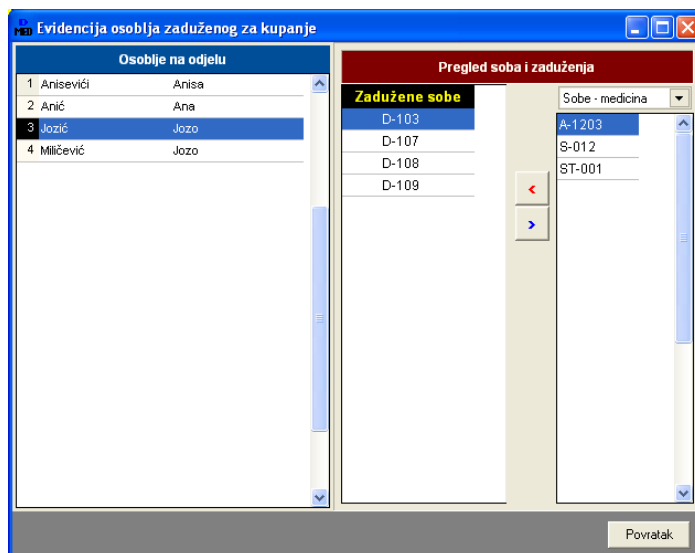 D MED Evidencija osoblja zaduženog za kupanje
Osoblje na odjelu
1 Anisevići Anisa
2 Anić Ana
3 Jozić Jozo
4 Miličević Jozo
Pregled soba i zaduženja
Zadužene sobe
D-103
D-107
D-108
D-109
<
>
Sobe - medicina
A-1203
S-012
ST-001
Povratak